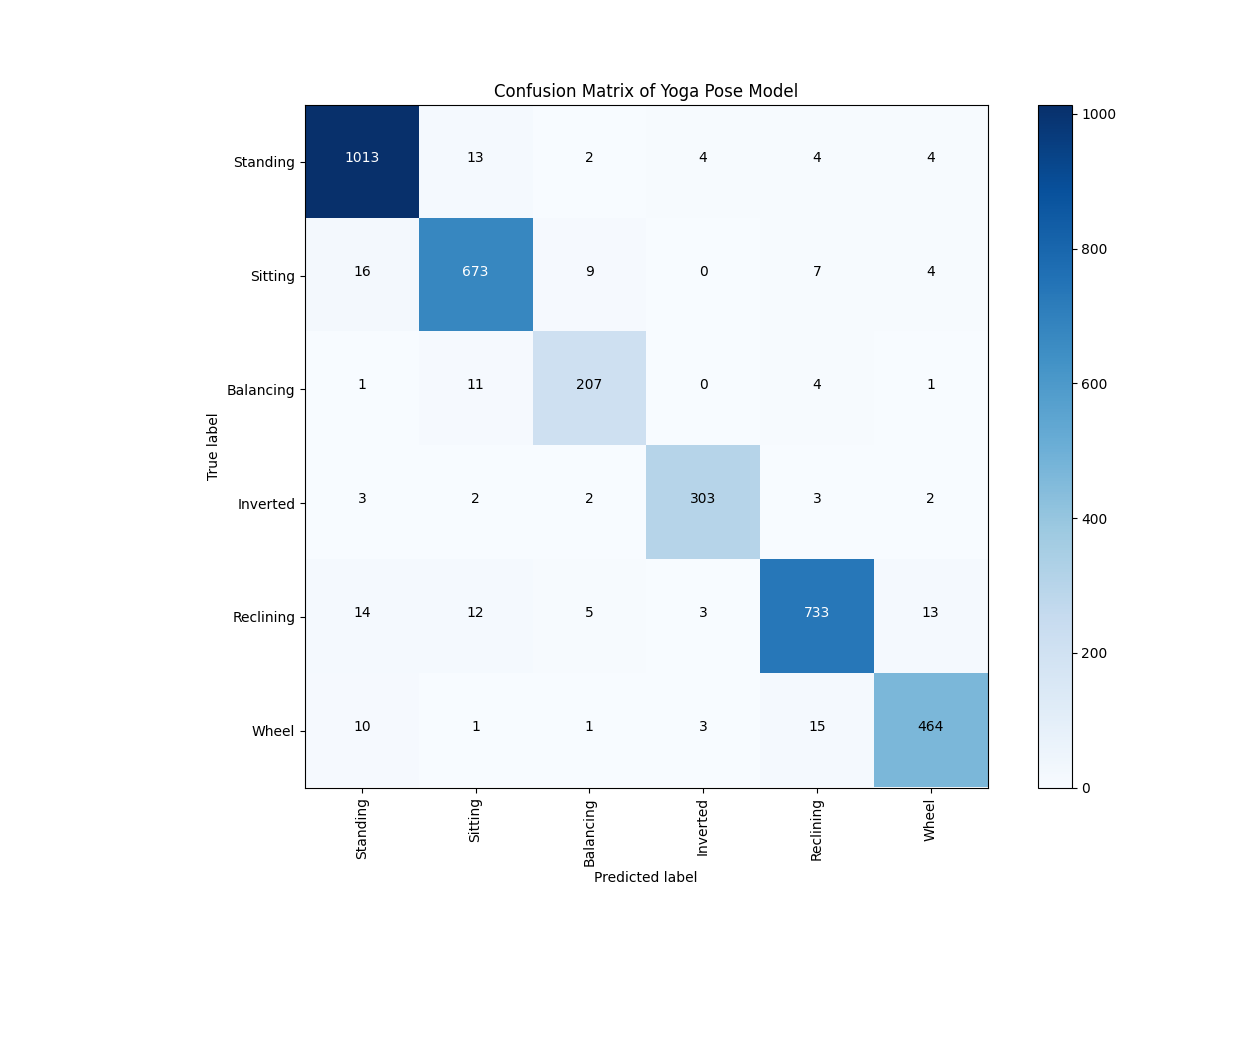 Confusion Matrix of Yoga Pose Model
Standing 1013 13 2 4 4 4
Sitting 16 673 9 0 7 4
Balancing 1 11 207 0 4 1
Inverted 3 2 2 303 3 2
Reclining 14 12 5 3 733 13
Wheel 10 1 1 3 15 464
True label
Standing Sitting Balancing Inverted Reclining Wheel
Predicted label
1000
800
600
400
200
0